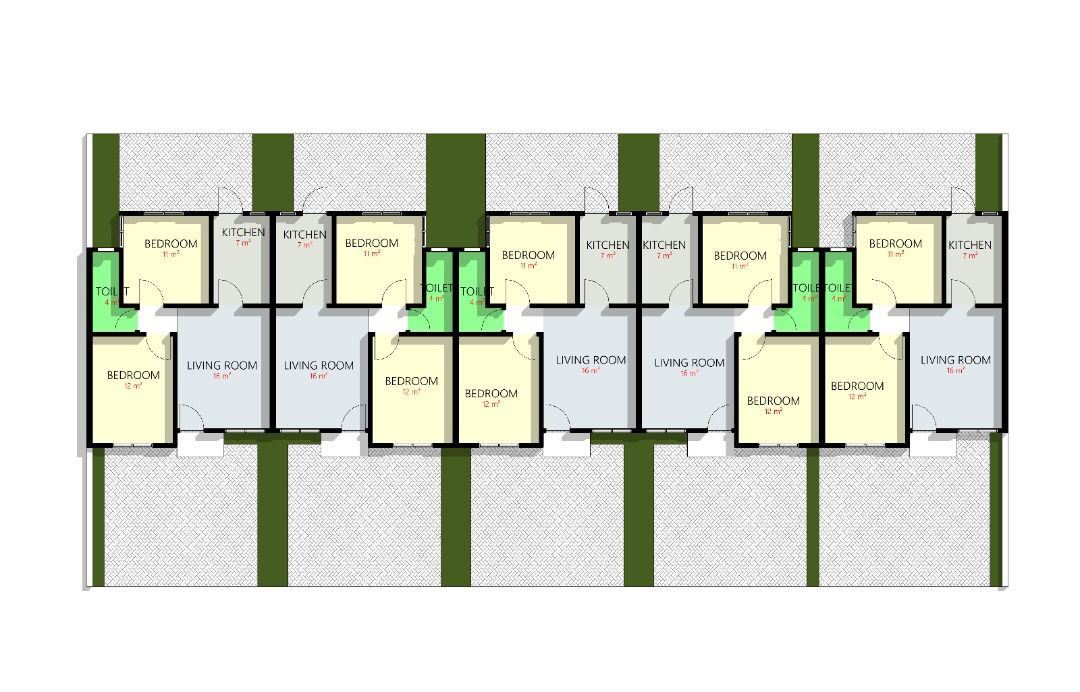 BEDROOM
11 m²
KITCHEN
7 m²
KITCHEN
7 m²
BEDROOM
11 m²
BEDROOM
11 m²
KITCHEN
7 m²
KITCHEN
7 m²
BEDROOM
11 m²
BEDROOM
11 m²
KITCHEN
7 m²
TOILET
4 m²
TOILET
4 m²
TOILET
4 m²
TOILET
4 m²
TOILET
4 m²
BEDROOM
12 m²
LIVING ROOM
16 m²
LIVING ROOM
16 m²
BEDROOM
12 m²
BEDROOM
12 m²
LIVING ROOM
16 m²
LIVING ROOM
16 m²
BEDROOM
12 m²
BEDROOM
12 m²
LIVING ROOM
16 m²